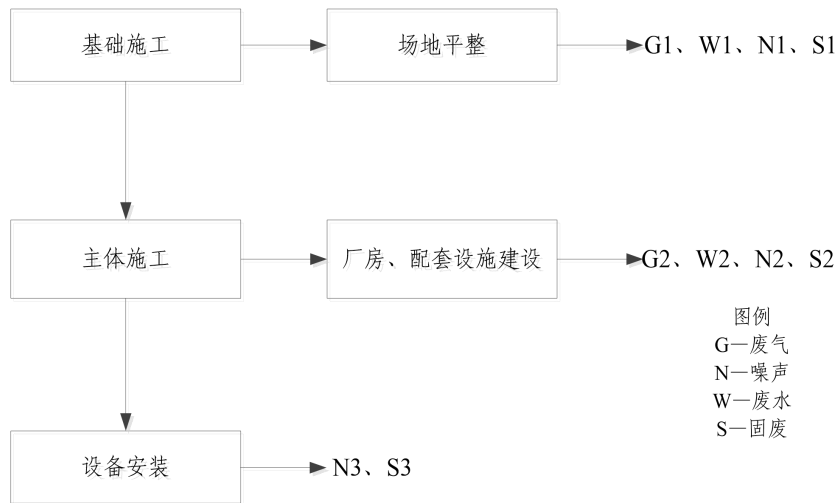 基础施工
场地平整
G1、W1、N1、S1
主体施工
厂房、配套设施建设
G2、W2、N2、S2
图例
G—废气
N—噪声
W—废水
S—固废
设备安装
N3、S3